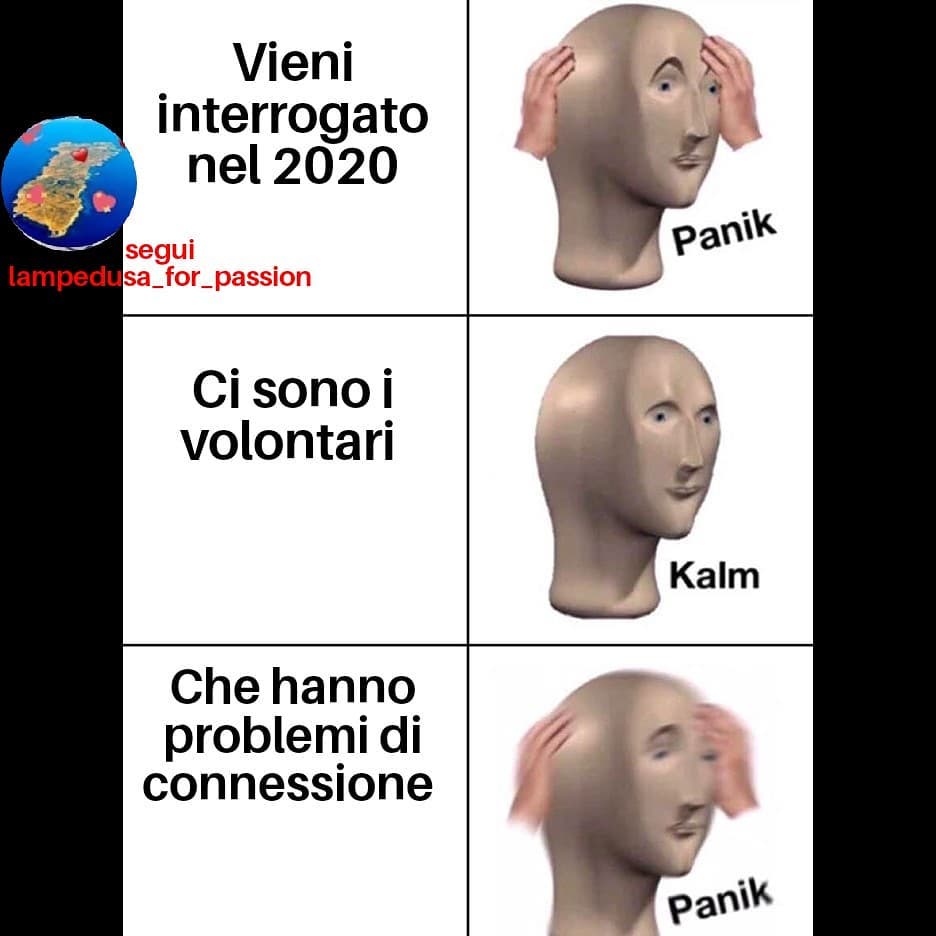 Vieni
interrogato
nel 2020
Panik
segui
lampedusa_for_passion
Ci sono i
volontari
Kalm
Che hanno
problemi di
connessione
Panik